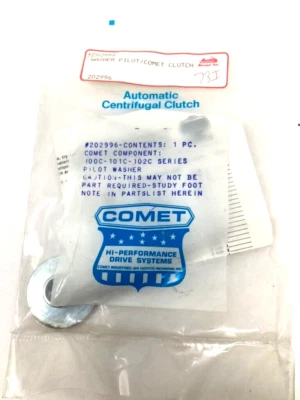 WASHER PILOT/COMET CLUTCH
202996
73I
Automatic
Centrifugal Clutch
#202996-CONTENTS: 1 PC.
COMET COMPONENT:
100C-101C-102C SERIES
PILOT WASHER
CAUTION-THIS MAY NOT BE
PART REQUIRED-STUDY FOOT
NOTE IN PARTSLIST HEREIN
COMET
Hi-PERFORMANCE
DRIVE SYSTEMS